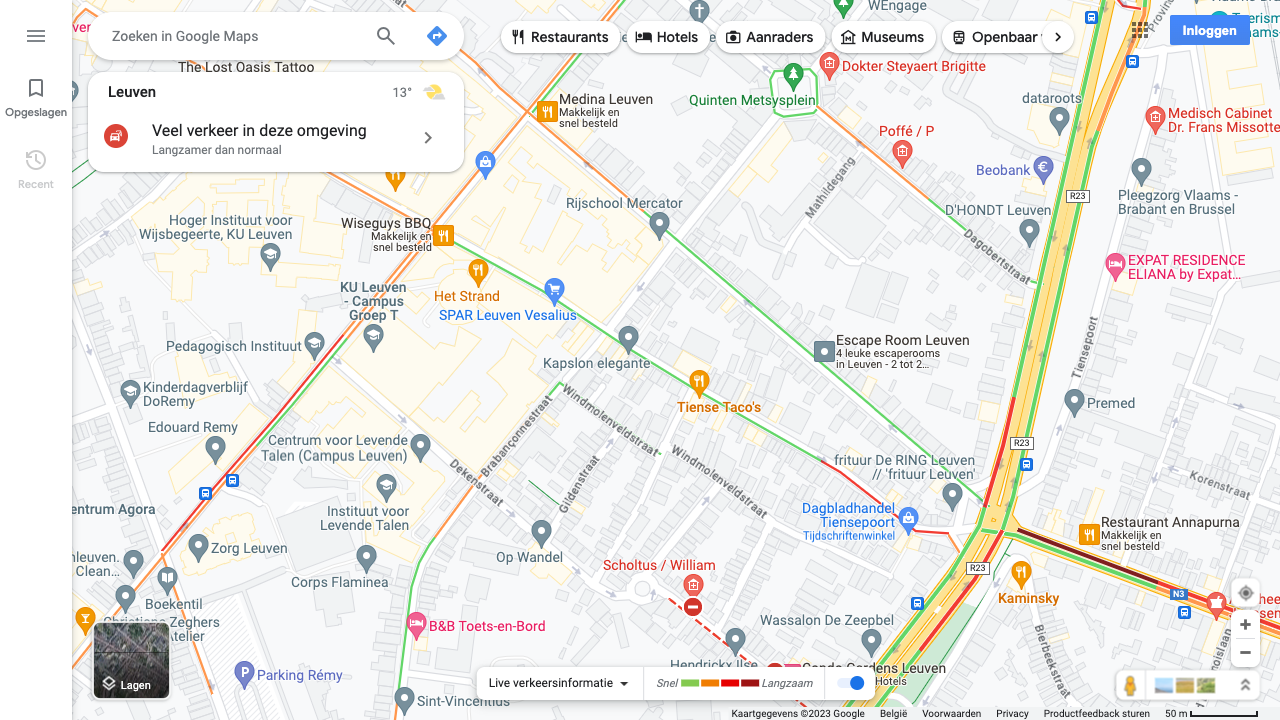 Zoeken in Google Maps
Restaurants
Hotels
Aanraders
Museums
Openbaar
Inloggen
Opgeslagen
Recent
Leuven
13°
Veel verkeer in deze omgeving
Langzamer dan normaal
The Lost Oasis Tattoo
WEngage
Dokter Steyaert Brigitte
Quinten Metsysplein
Medina Leuven
Makkelijk en
snel besteld
dataroots
Medisch Cabinet
Dr. Frans Missotte
Poffé / P
Beobank
Mathildegang
R23
Pleegzorg Vlaams -
Brabant en Brussel
Rijschool Mercator
D'HONDT Leuven
Dagobertstraat
Hoger Instituut voor
Wijsbegeerte, KU Leuven
Wiseguys BBQ
Makkelijk en
snel besteld
EXPAT RESIDENCE
ELIANA by Expat...
KU Leuven
- Campus
Groep T
Het Strand
SPAR Leuven Vesalius
Pedagogisch Instituut
Kapslon elegante
Escape Room Leuven
4 leuke escaperooms
in Leuven - 2 tot 2...
Tiensepoort
Kinderdagverblijf
DoRemy
Tiense Taco's
Premed
Edouard Remy
Centrum voor Levende
Talen (Campus Leuven)
Brabançonnestraat
Windmolenveldstraat
Windmolenveldstraat
R23
frituur De RING Leuven
// 'frituur Leuven'
Dekenstraat
Gildenstraat
Korenstraat
entrum Agora
Instituut voor
Levende Talen
Dagbladhandel
Tiensepoort
Tijdschriftenwinkel
Restaurant Annapurna
Makkelijk en
snel besteld
Zorg Leuven
Op Wandel
Corps Flaminea
Scholtus / William
R23
Kaminsky
N3
nleuven.
Clean...
Boekentil
Christians Zeghers
Atelier
B&B Toets-en-Bord
Wassalon De Zeepbel
Bierbeekstraat
Parking Rémy
Hendrickx Ilse
Condo Gardens Leuven
Hotels
Sint-Vincentius
Lagen
Live verkeersinformatie
Snel
Langzaam
Kaartgegevens ©2023 Google
België
Voorwaarden
Privacy
Productfeedback sturen
50 m